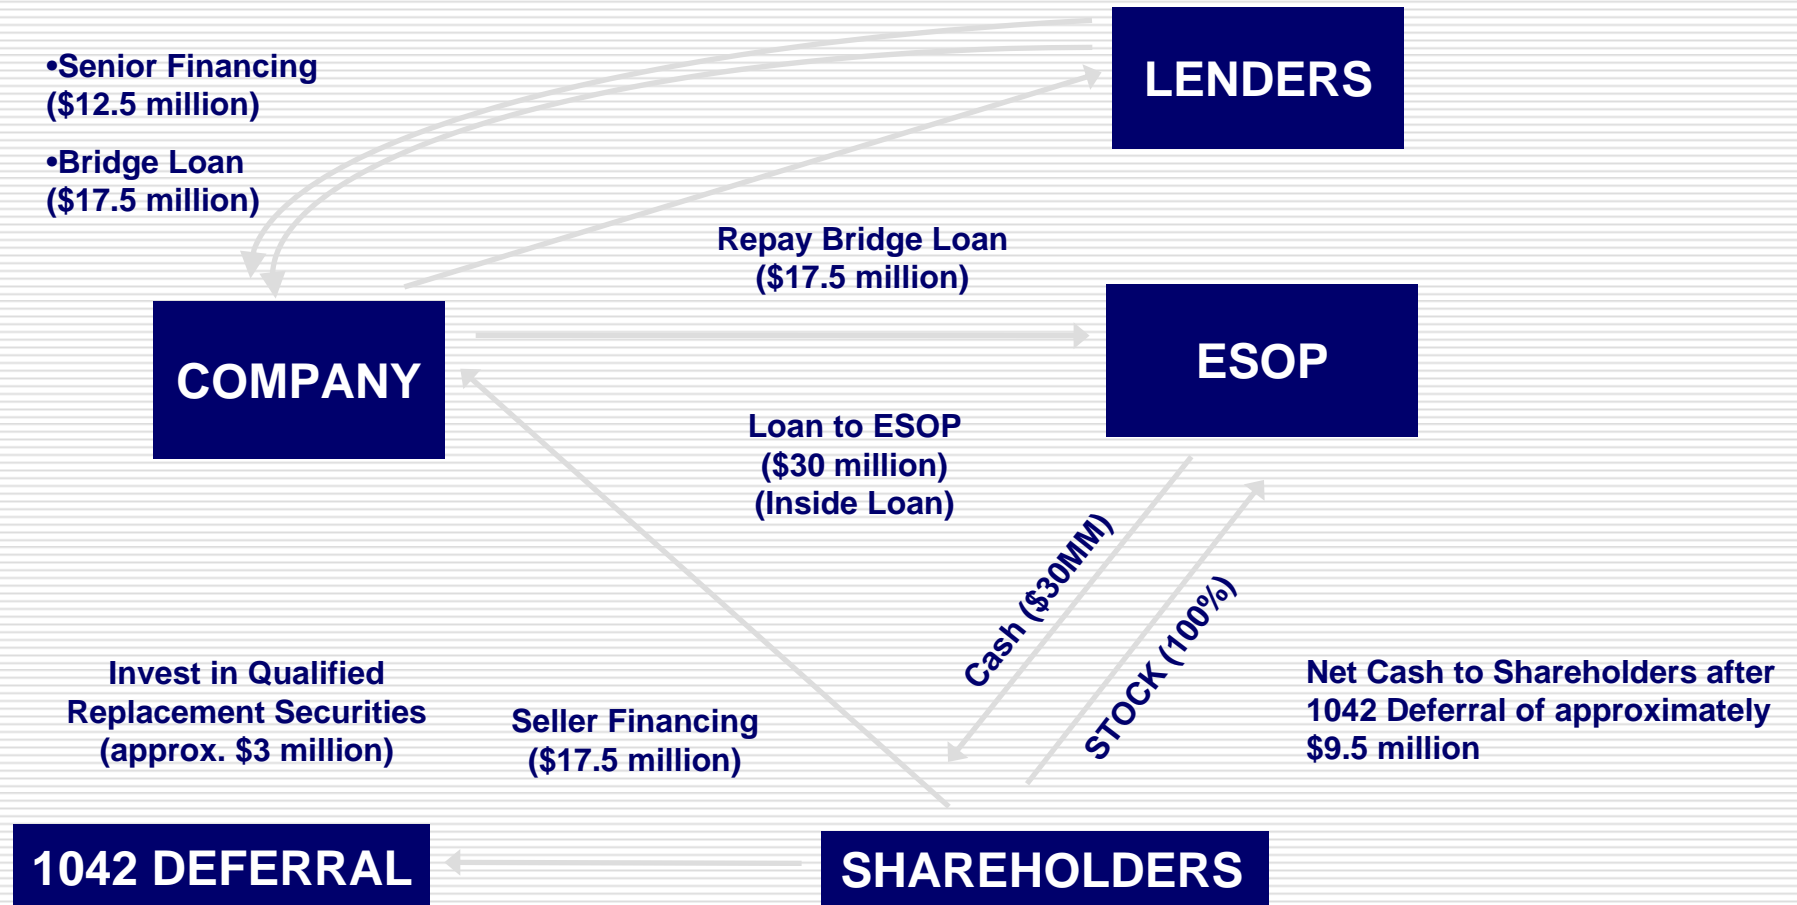 •Senior Financing
($12.5 million)
•Bridge Loan
($17.5 million)
LENDERS
Repay Bridge Loan
($17.5 million)
COMPANY
ESOP
Loan to ESOP
($30 million)
(Inside Loan)
Cash ($30MM)
STOCK (100%)
Invest in Qualified
Replacement Securities
(approx. $3 million)
Seller Financing
($17.5 million)
Net Cash to Shareholders after
1042 Deferral of approximately
$9.5 million
1042 DEFERRAL
SHAREHOLDERS